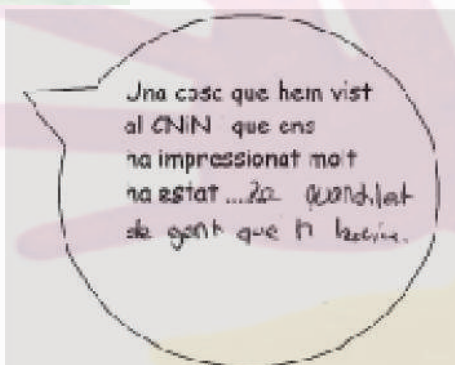 Una cosa que hem vist
al CNiN que ens
ha impressionat molt
ha estat ...la quantitat
de gent que hi